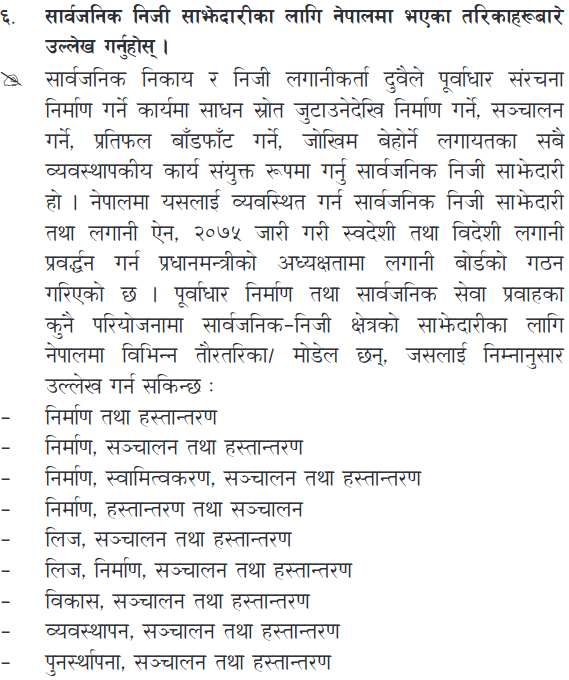 ६. सार्वजनिक निजी साझेदारीका लागि नेपालमा भएका तरिकाहरूबारे
उल्लेख गर्नुहोस् ।
सार्वजनिक निकाय र निजी लगानीकर्ता दुवैले पूर्वाधार संरचना
निर्माण गर्ने कार्यमा साधन स्रोत जुटाउनेदेखि निर्माण गर्ने, सञ्चालन
गर्ने, प्रतिफल बाँडफाँट गर्ने, जोखिम बेहोर्ने लगायतका सबै
व्यवस्थापकीय कार्य संयुक्त रूपमा गर्नु सार्वजनिक निजी साझेदारी
हो । नेपालमा यसलाई व्यवस्थित गर्न सार्वजनिक निजी साझेदारी
तथा लगानी ऐन, २०७५ जारी गरी स्वदेशी तथा विदेशी लगानी
प्रवर्द्धन गर्न प्रधानमन्त्रीको अध्यक्षतामा लगानी बोर्डको गठन
गरिएको छ । पूर्वाधार निर्माण तथा सार्वजनिक सेवा प्रवाहका
कुनै परियोजनामा सार्वजनिक-निजी क्षेत्रको साझेदारीका लागि
नेपालमा विभिन्न तौरतरिका/ मोडेल छन्, जसलाई निम्नानुसार
उल्लेख गर्न सकिन्छ :
- निर्माण तथा हस्तान्तरण
- निर्माण, सञ्चालन तथा हस्तान्तरण
- निर्माण, स्वामित्वकरण, सञ्चालन तथा हस्तान्तरण
- निर्माण, हस्तान्तरण तथा सञ्चालन
- लिज, सञ्चालन तथा हस्तान्तरण
- लिज, निर्माण, सञ्चालन तथा हस्तान्तरण
- विकास, सञ्चालन तथा हस्तान्तरण
- व्यवस्थापन, सञ्चालन तथा हस्तान्तरण
- पुनर्स्थापना, सञ्चालन तथा हस्तान्तरण